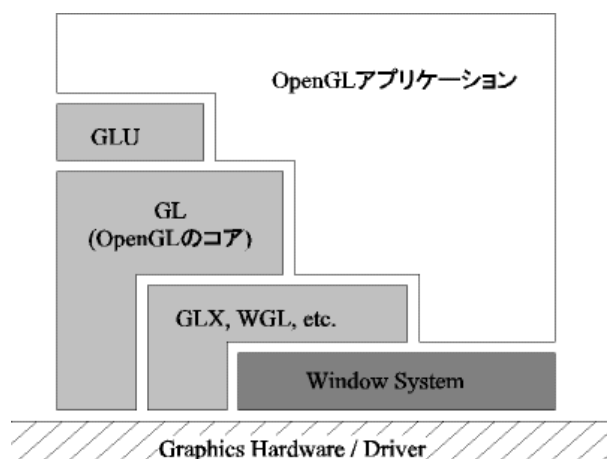 OpenGLアプリケーション
GLU
GL
(OpenGLのコア)
GLX, WGL, etc.
Window System
Graphics Hardware / Driver